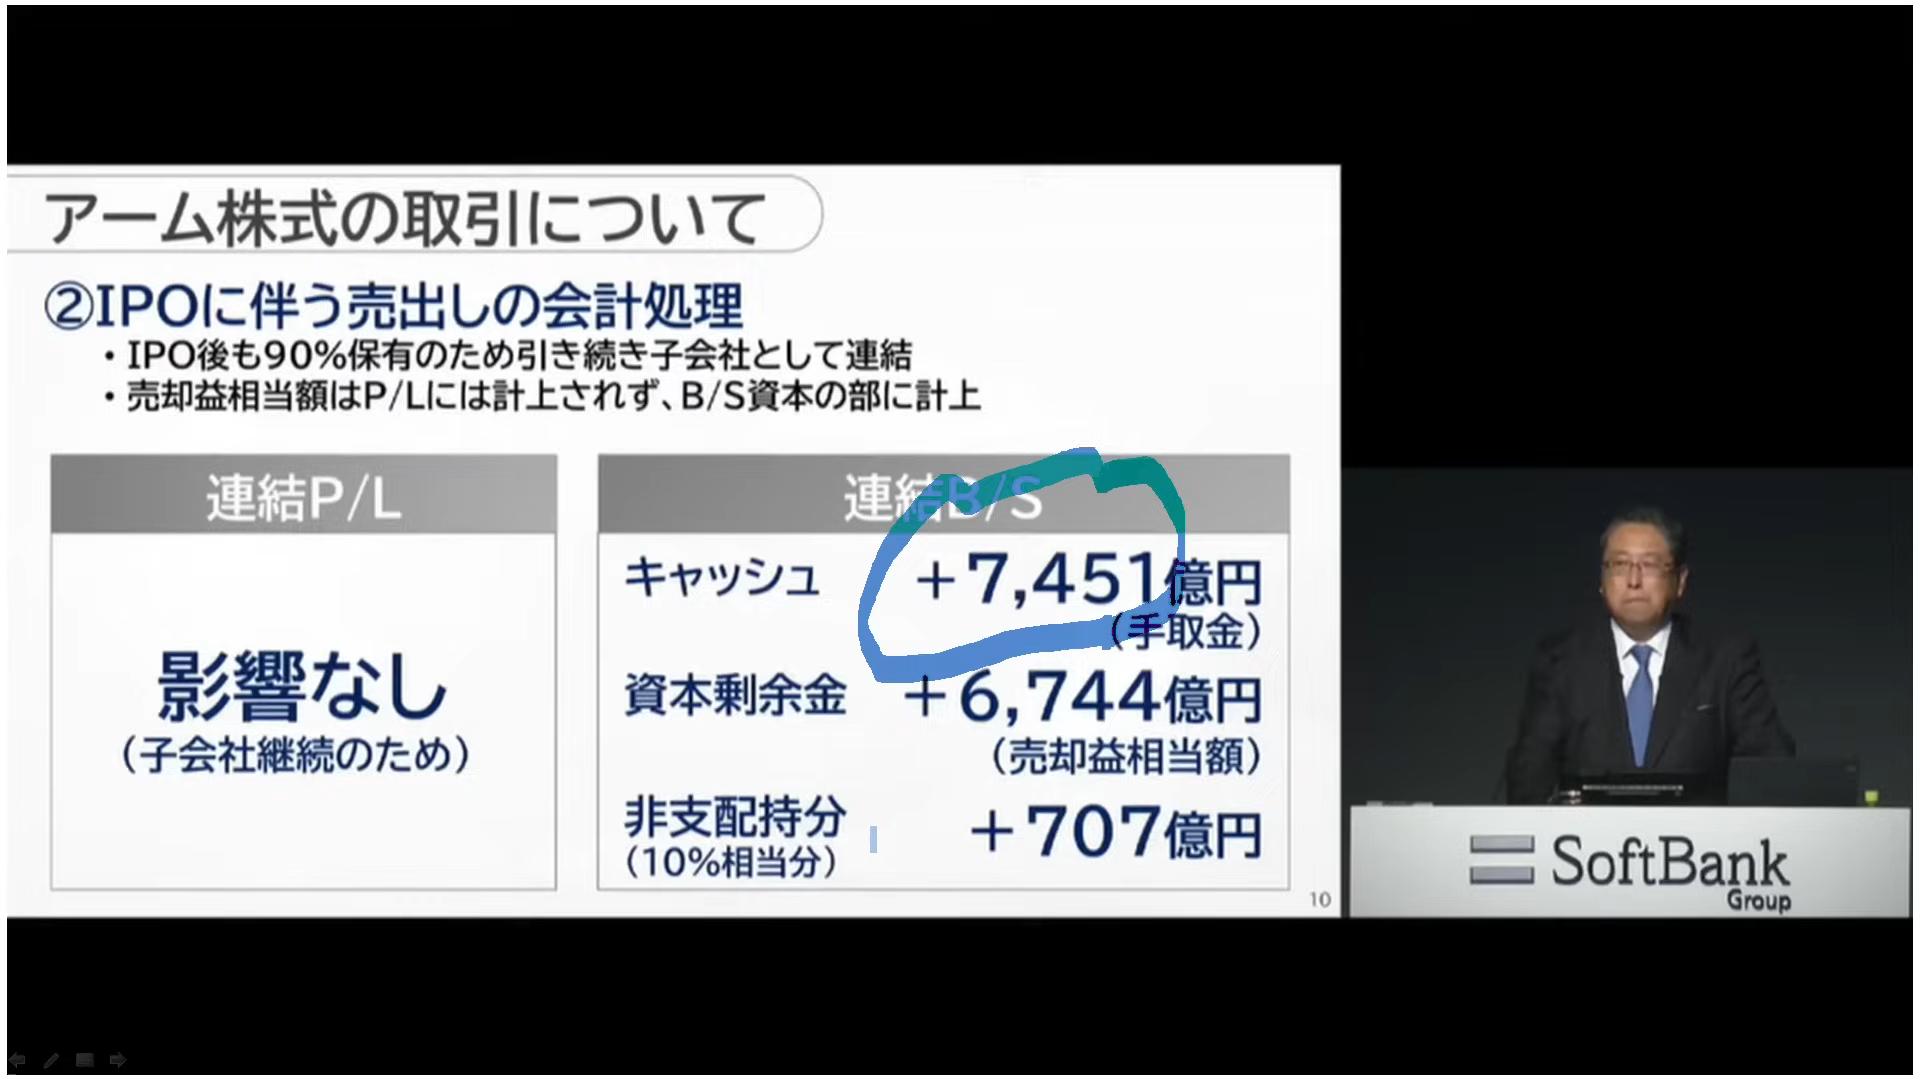 アーム株式の取引について
②IPOに伴う売出しの会計処理
・IPO後も90%保有のため引き続き子会社として連結
・売却益相当額はP/Lには計上されず、B/S資本の部に計上
連結P/L
影響なし
(子会社継続のため)
連結B/S
キャッシュ +7,451億円
(手取金)
資本剰余金 +6,744億円
(売却益相当額)
非支配持分 +707億円
(10%相当分)
10
SoftBank
Group